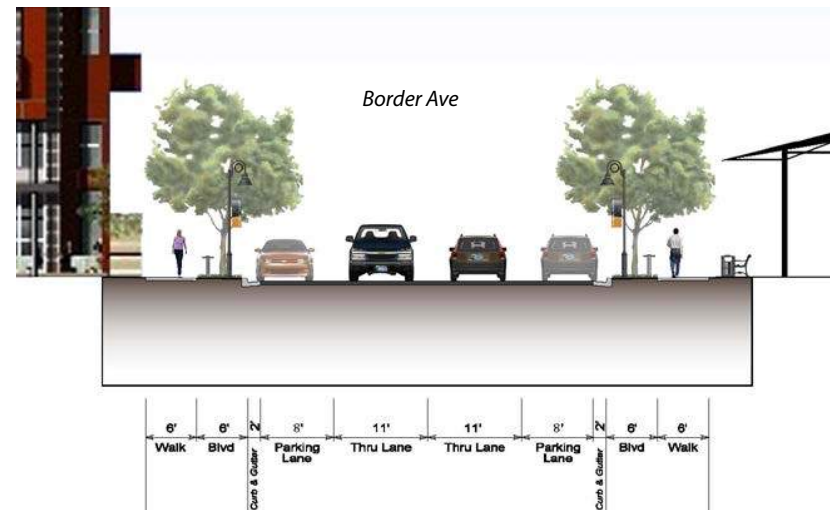 Border Ave
6' 6' 2' 8' 11' 11' 8' 2' 6' 6'
Walk Blvd Curb & Gutter Parking Lane Thru Lane Thru Lane Parking Lane Curb & Gutter Blvd Walk